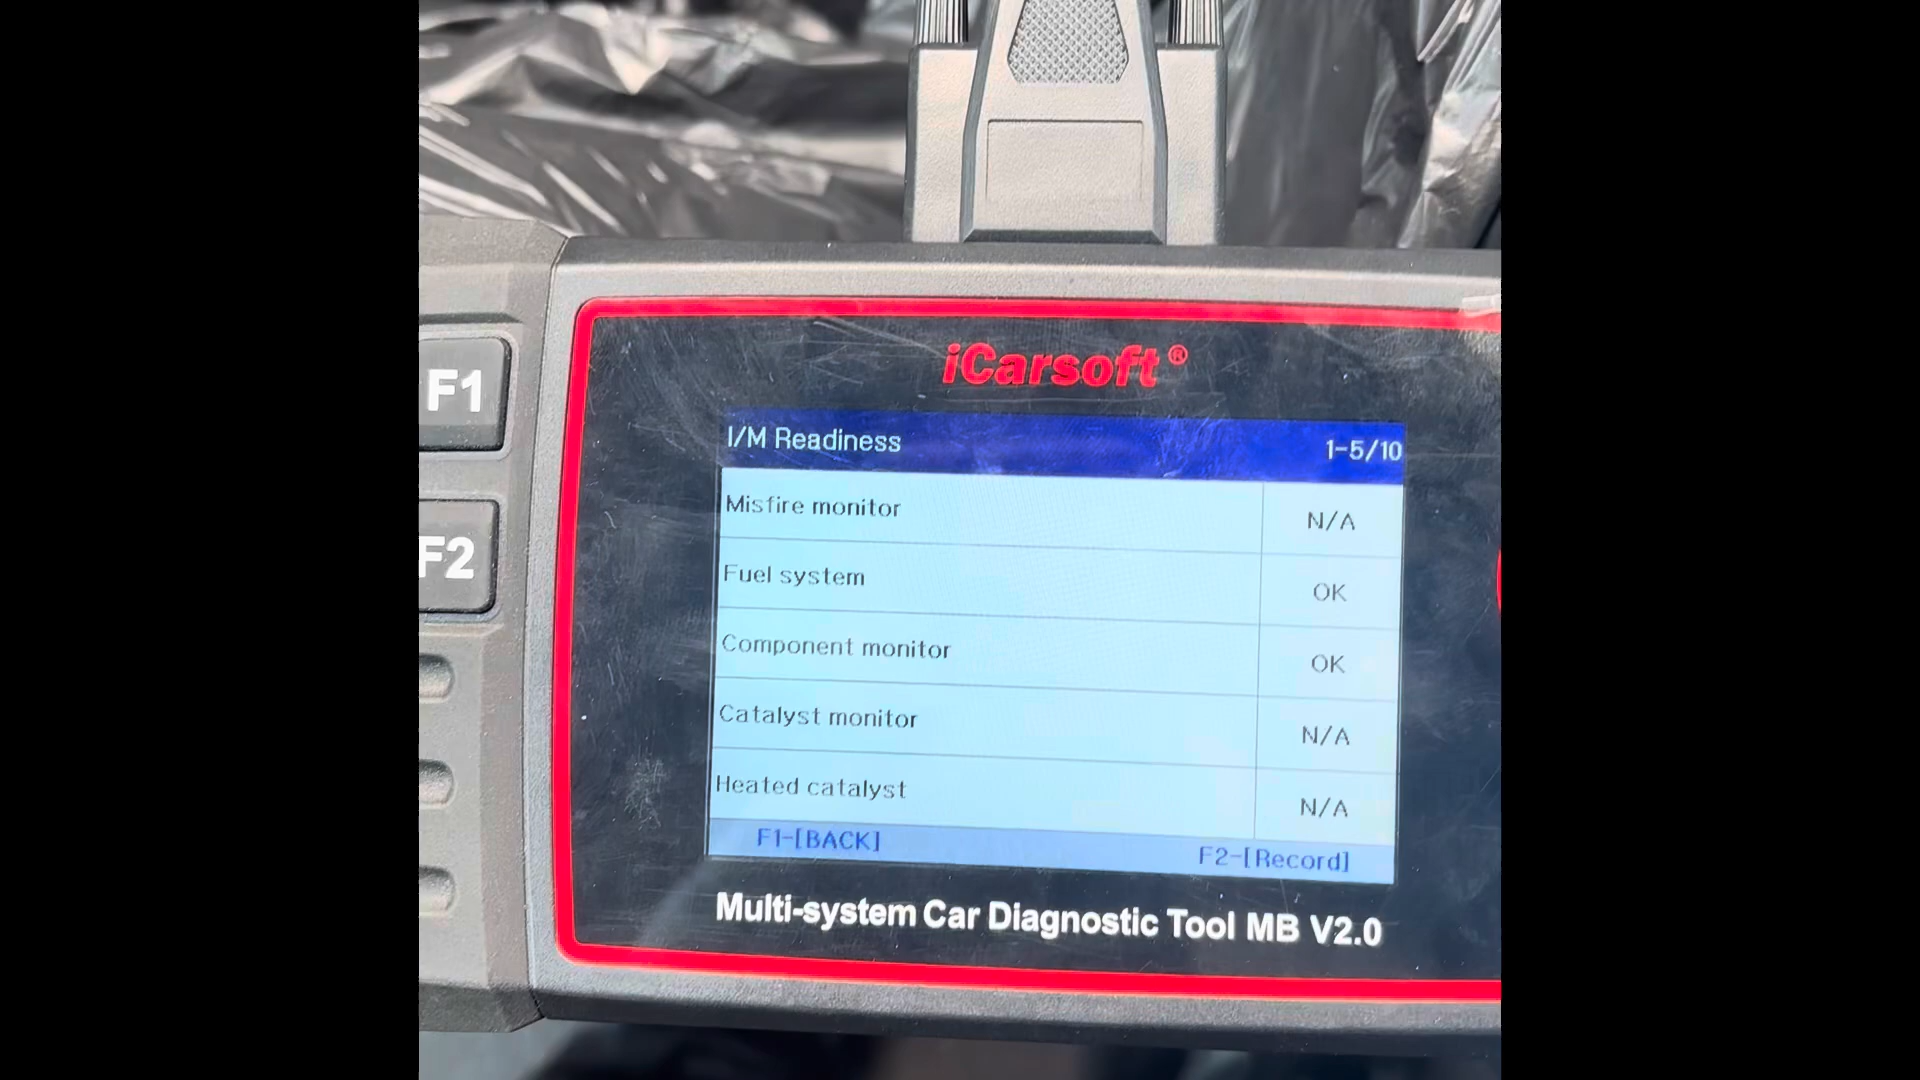 iCarsoft®
F1
F2
I/M Readiness 1-5/10
Misfire monitor N/A
Fuel system OK
Component monitor OK
Catalyst monitor N/A
Heated catalyst N/A
F1-[BACK] F2-[Record]
Multi-system Car Diagnostic Tool MB V2.0